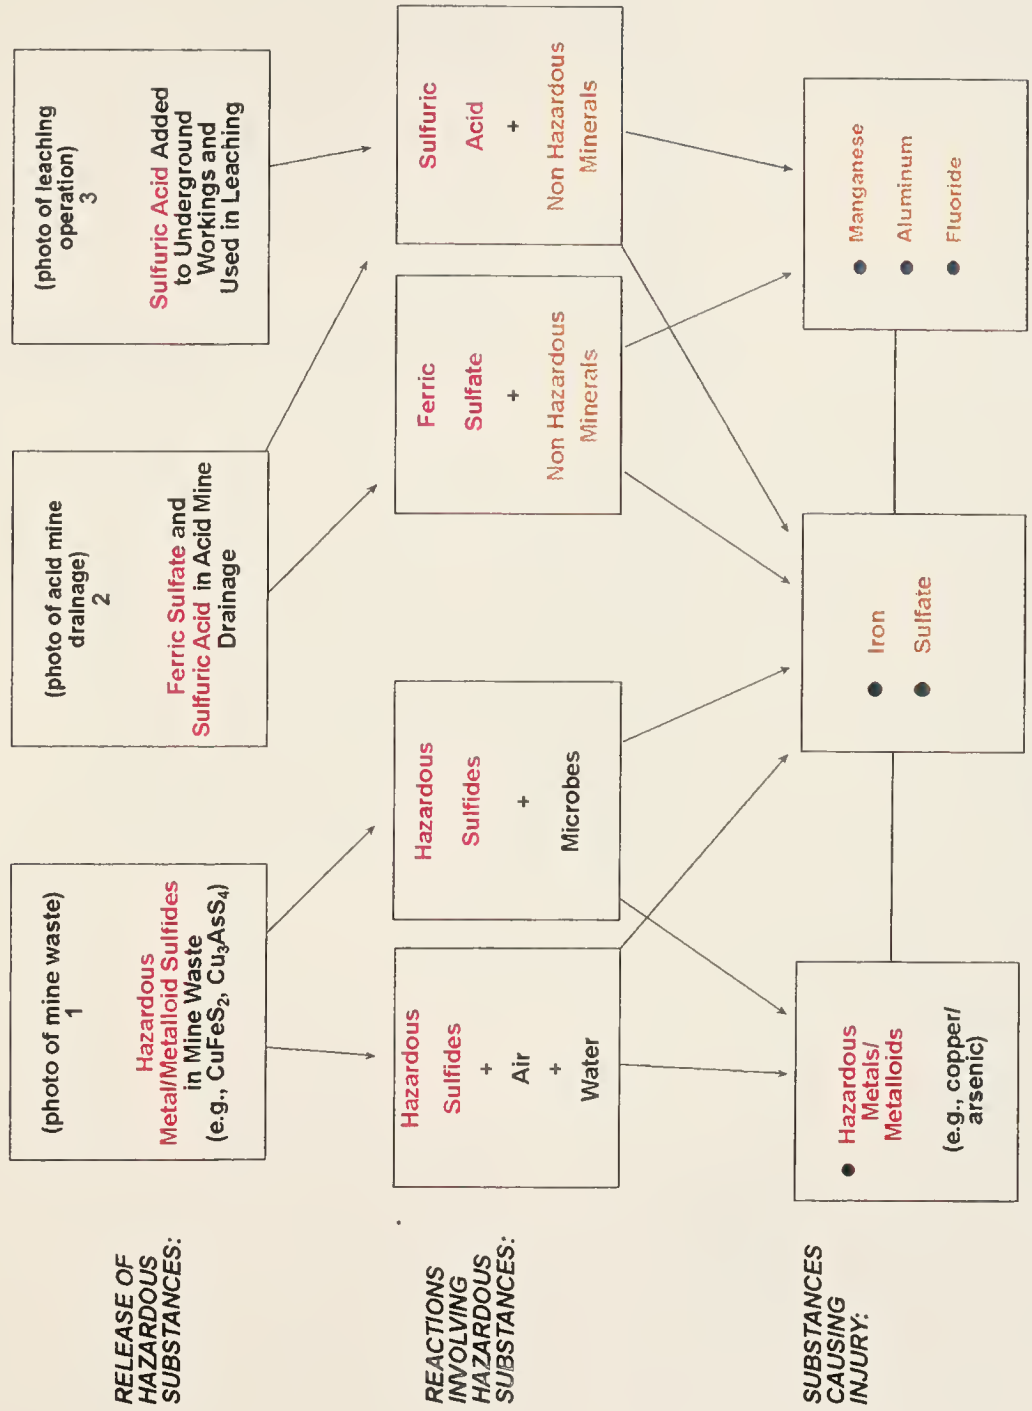 RELEASE OF
HAZARDOUS
SUBSTANCES:
(photo of mine waste)
1
Hazardous
Metal/Metalloid Sulfides
in Mine Waste
(e.g., CuFeS₂, Cu₃AsS₄)
(photo of acid mine
drainage)
2
Ferric Sulfate and
Sulfuric Acid in Acid Mine
Drainage
(photo of leaching
operation)
3
Sulfuric Acid Added
to Underground
Workings and
Used in Leaching
REACTIONS
INVOLVING
HAZARDOUS
SUBSTANCES:
Hazardous
Sulfides
+
Air
+
Water
Hazardous
Sulfides
+
Microbes
Ferric
Sulfate
+
Non Hazardous
Minerals
Sulfuric
Acid
+
Non Hazardous
Minerals
SUBSTANCES
CAUSING
INJURY:
● Hazardous
Metals/
Metalloids
(e.g., copper/
arsenic)
● Iron
● Sulfate
● Manganese
● Aluminum
● Fluoride